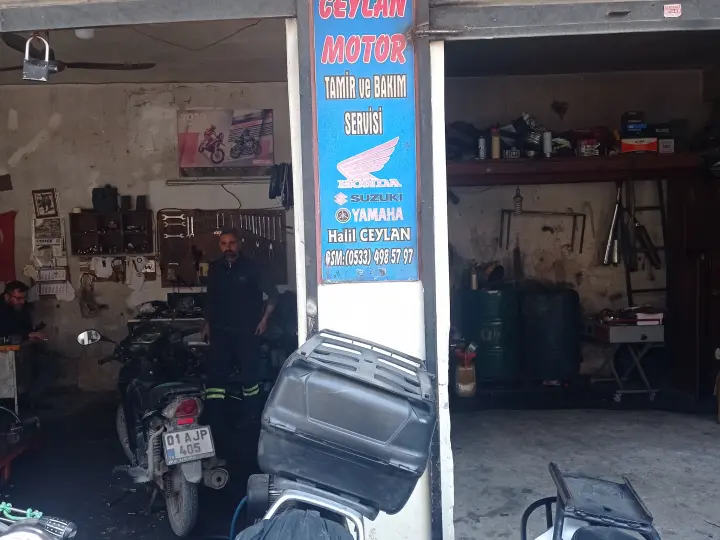 CEYLAN
MOTOR
TAMİR ve BAKIM
SERVİSİ
HONDA
SUZUKI
YAMAHA
Halil CEYLAN
GSM:(0533) 498 57 97
01 AJP
405